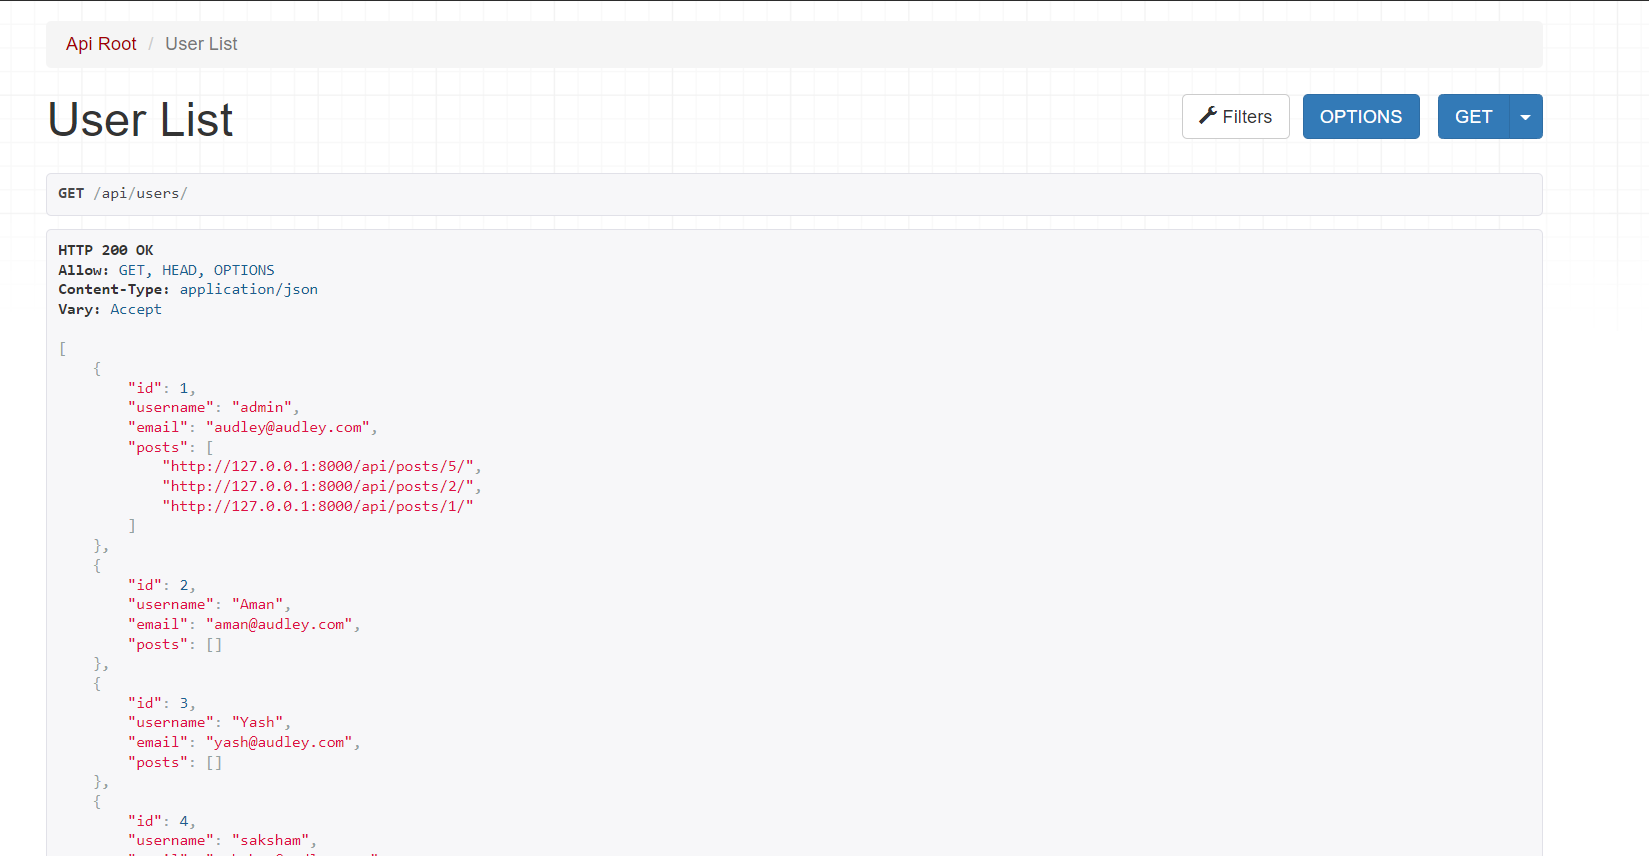 Api Root / User List
User List
Filters
OPTIONS
GET
GET /api/users/
HTTP 200 OK
Allow: GET, HEAD, OPTIONS
Content-Type: application/json
Vary: Accept
[
    {
        "id": 1,
        "username": "admin",
        "email": "audley@audley.com",
        "posts": [
            "http://127.0.0.1:8000/api/posts/5/",
            "http://127.0.0.1:8000/api/posts/2/",
            "http://127.0.0.1:8000/api/posts/1/"
        ]
    },
    {
        "id": 2,
        "username": "Aman",
        "email": "aman@audley.com",
        "posts": []
    },
    {
        "id": 3,
        "username": "Yash",
        "email": "yash@audley.com",
        "posts": []
    },
    {
        "id": 4,
        "username": "saksham",